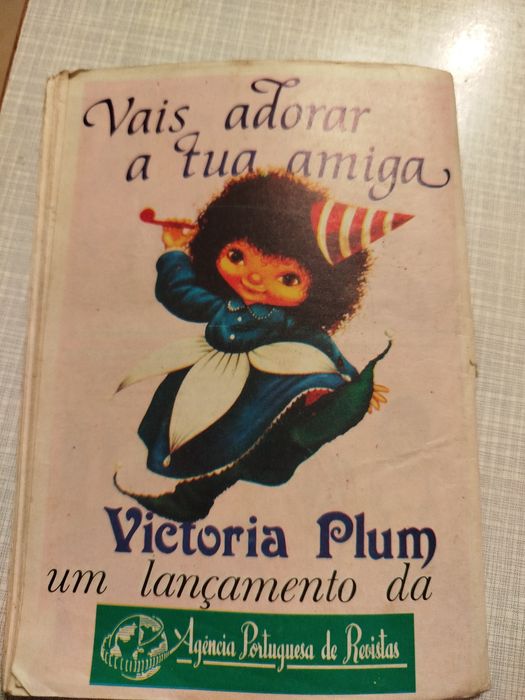 Vais adorar
a tua amiga
Victoria Plum
um lançamento da
Agência Portuguesa de Revistas